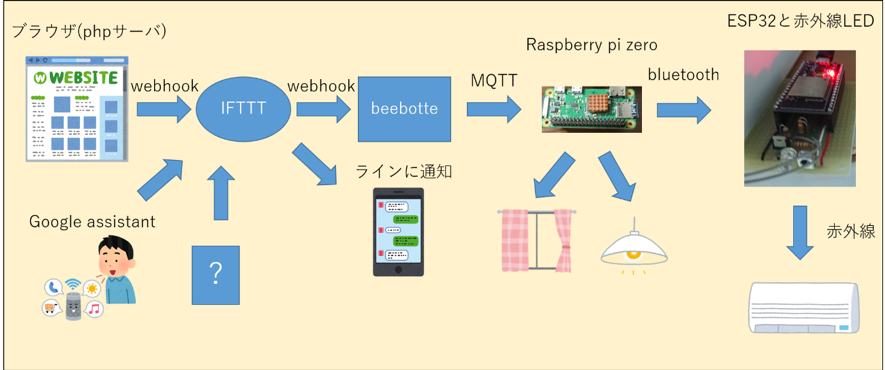 ブラウザ(phpサーバ)
WEBSITE
webhook
IFTTT
webhook
beebotte
MQTT
Raspberry pi zero
bluetooth
ESP32と赤外線LED
ラインに通知
Google assistant
?
赤外線